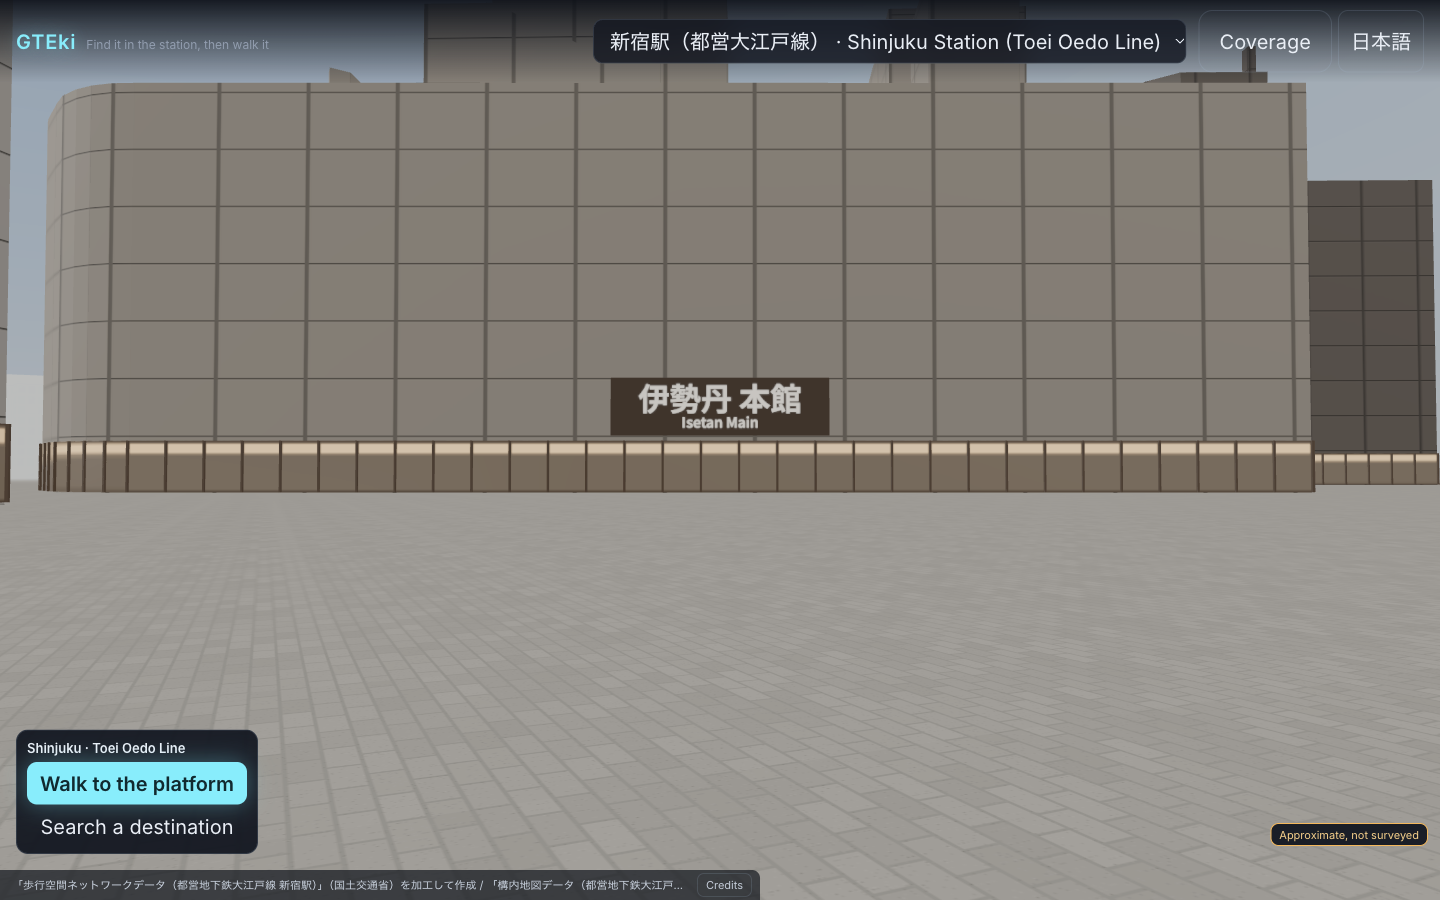 GTEki Find it in the station, then walk it
新宿駅（都営大江戸線） · Shinjuku Station (Toei Oedo Line)
Coverage
日本語
伊勢丹 本館
Isetan Main
Shinjuku · Toei Oedo Line
Walk to the platform
Search a destination
Approximate, not surveyed
「歩行空間ネットワークデータ（都営地下鉄大江戸線 新宿駅）」（国土交通省）を加工して作成 / 「構内地図データ（都営地下鉄大江戸...
Credits